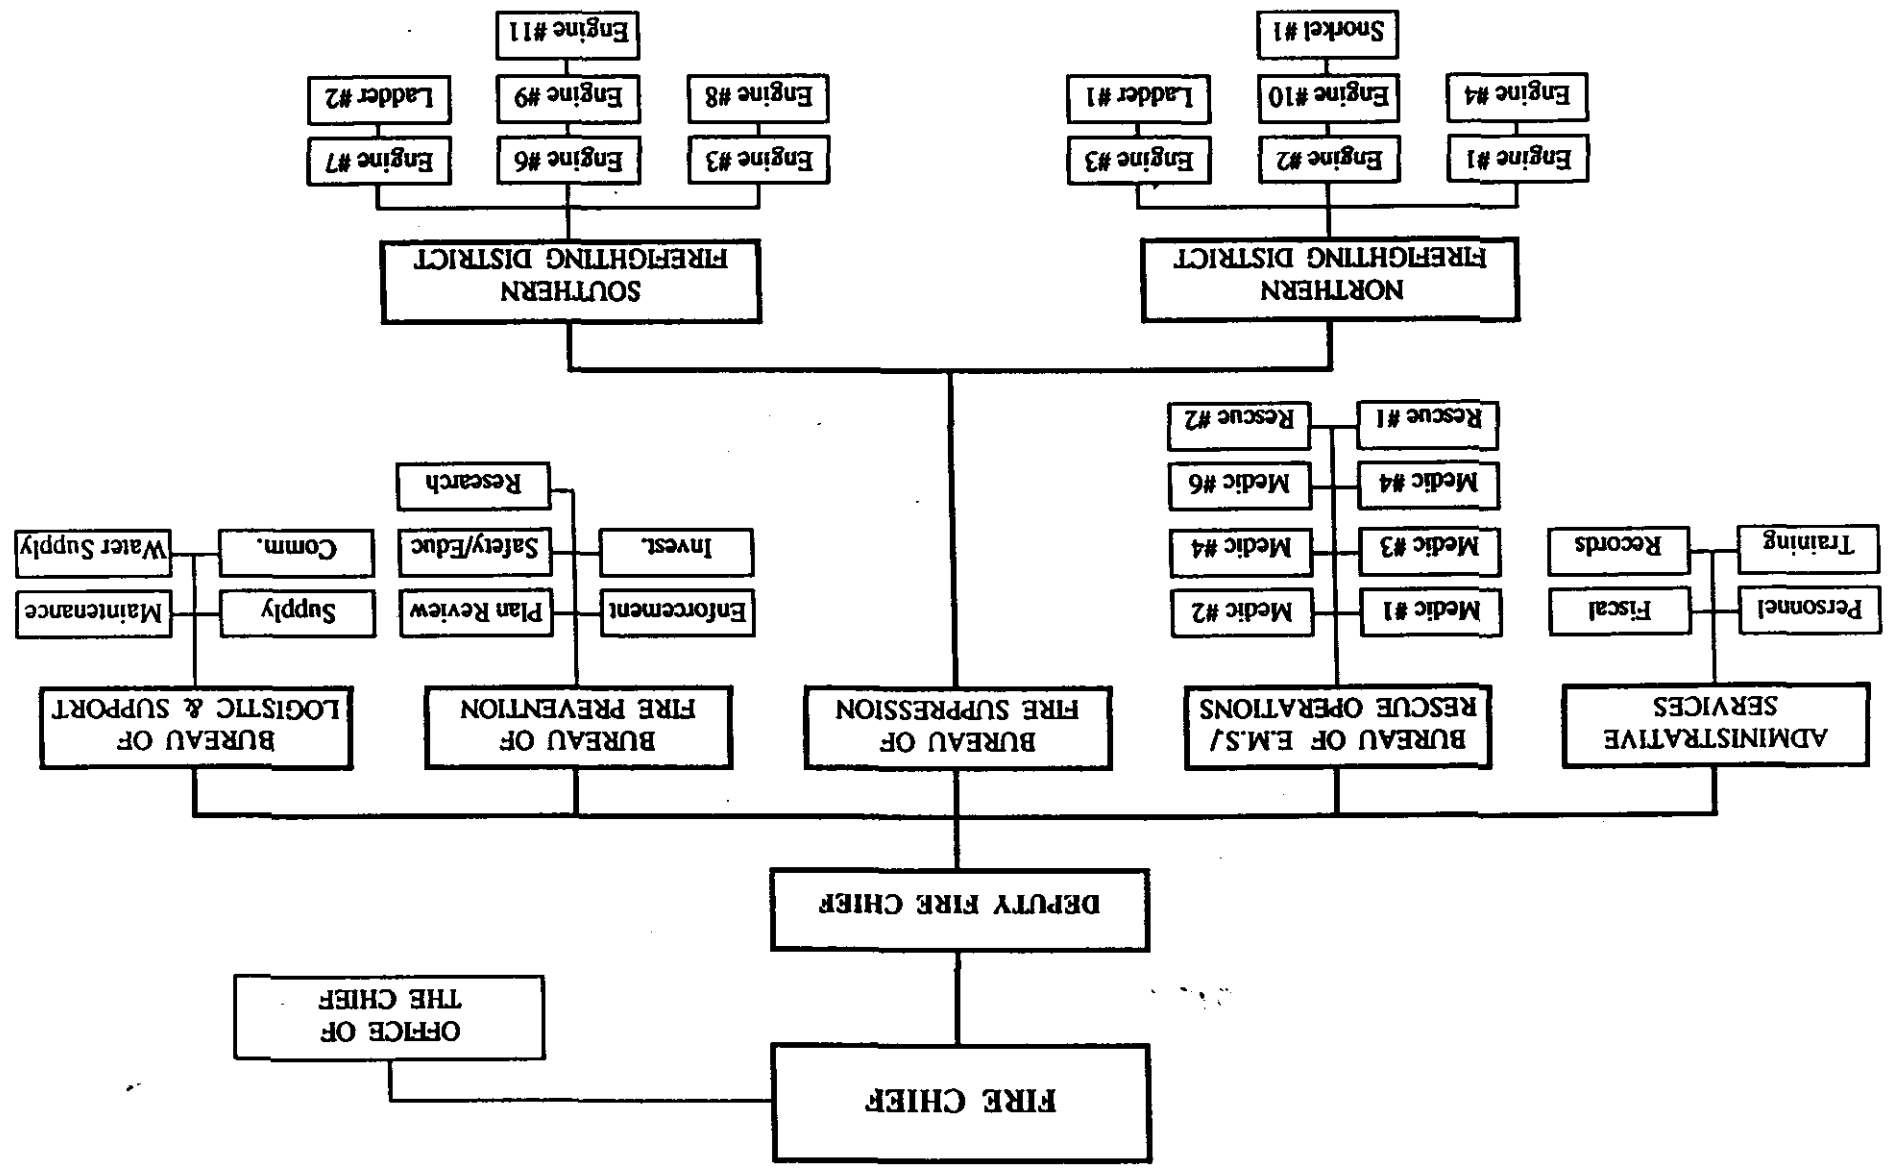 FIRE CHIEF
OFFICE OF
THE CHIEF
DEPUTY FIRE CHIEF
ADMINISTRATIVE
SERVICES
Personnel
Fiscal
Training
Records
BUREAU OF E.M.S./
RESCUE OPERATIONS
Medic #1
Medic #2
Medic #3
Medic #4
Medic #4
Medic #6
Rescue #1
Rescue #2
BUREAU OF
FIRE SUPPRESSION
BUREAU OF
FIRE PREVENTION
Enforcement
Plan Review
Invest.
Safety/Educ
Research
BUREAU OF
LOGISTIC & SUPPORT
Supply
Maintenance
Comm.
Water Supply
NORTHERN
FIREFIGHTING DISTRICT
Engine #1
Engine #4
Engine #2
Engine #10
Snorkel #1
Engine #3
Ladder #1
SOUTHERN
FIREFIGHTING DISTRICT
Engine #3
Engine #8
Engine #6
Engine #9
Engine #11
Engine #7
Ladder #2